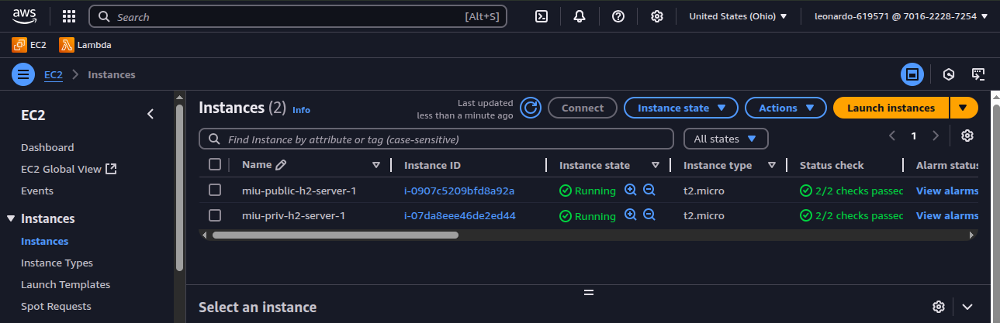 aws Search [Alt+S] United States (Ohio) leonardo-619571 @ 7016-2228-7254
EC2 Lambda
EC2 Instances
EC2
Dashboard
EC2 Global View
Events
Instances
Instances
Instance Types
Launch Templates
Spot Requests
Instances (2) Info
Last updated
less than a minute ago
Connect Instance state Actions Launch instances
Find Instance by attribute or tag (case-sensitive) All states 1
Name Instance ID Instance state Instance type Status check Alarm status
miu-public-h2-server-1 i-0907c5209bfd8a92a Running t2.micro 2/2 checks passec View alarms
miu-priv-h2-server-1 i-07da8eee46de2ed44 Running t2.micro 2/2 checks passec View alarms
Select an instance